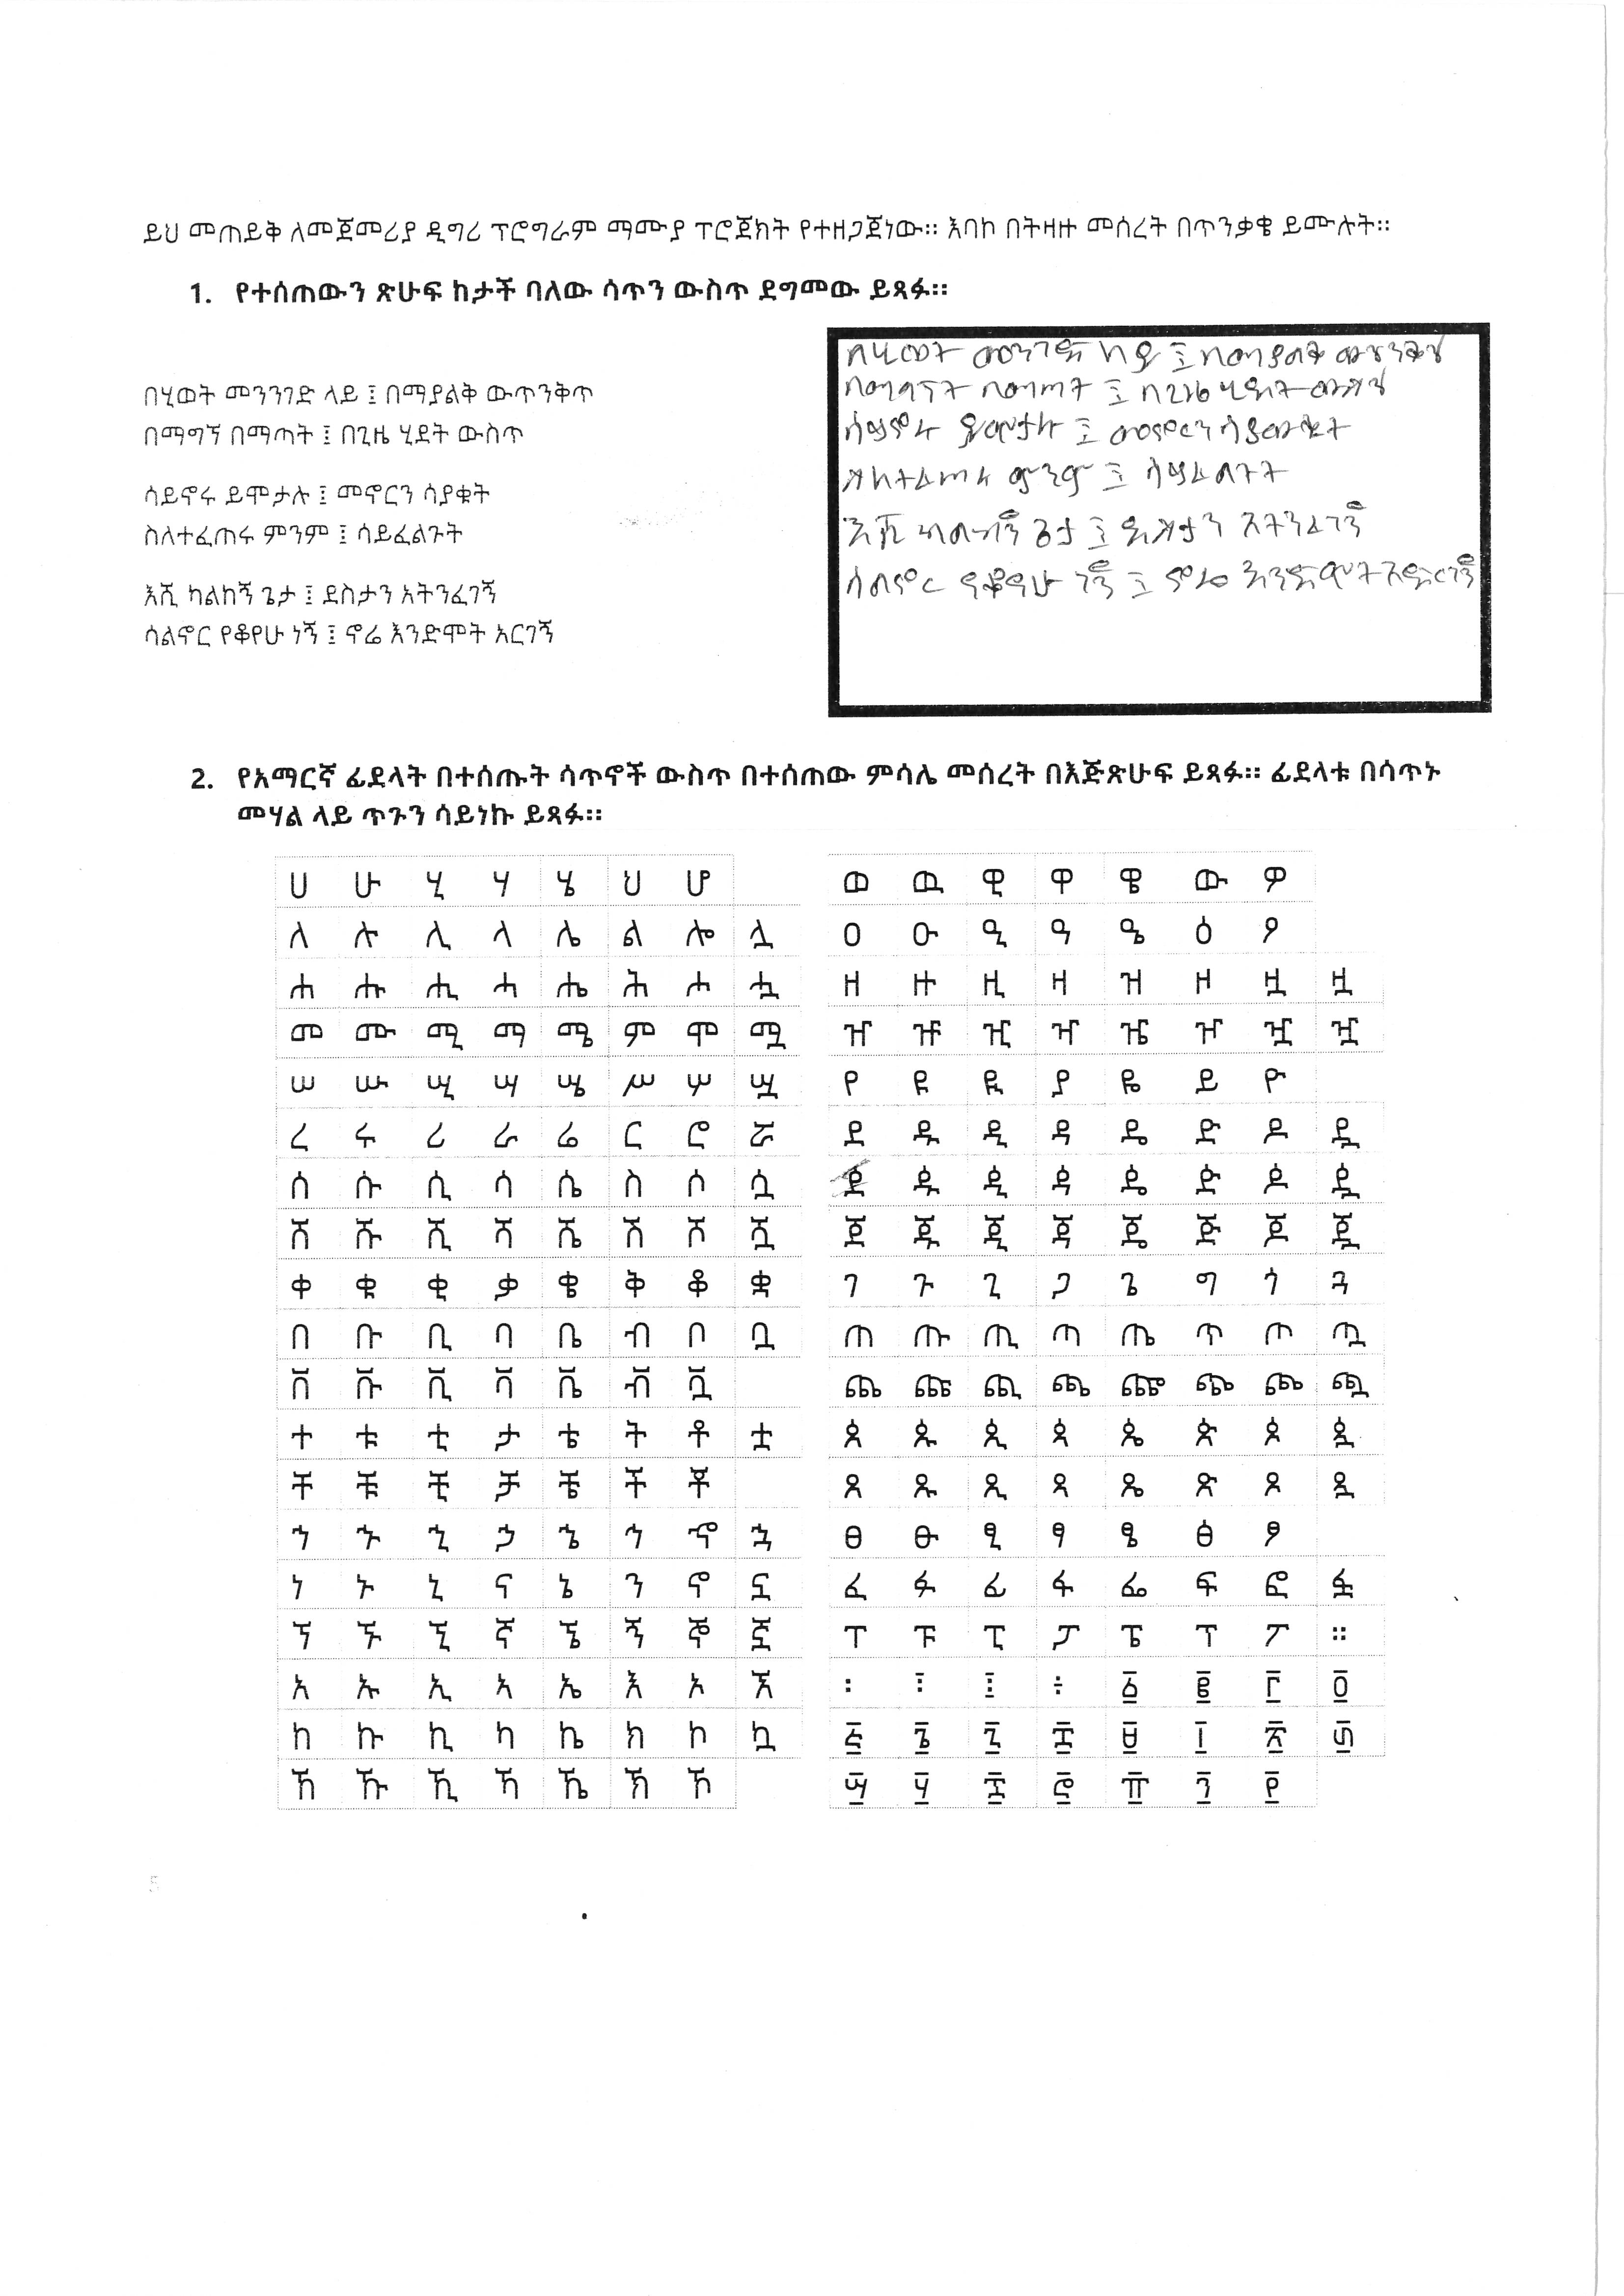 ይህ መጠይቅ ለመጀመሪያ ዲግሪ ፕሮግራም ማሙያ ፕሮጀክት የተዘጋጀነው። እባኮ በትዛዙ መሰረት በጥንቃቄ ይሙሉት።
1. የተሰጠውን ጽሁፍ ከታች ባለው ሳጥን ውስጥ ደግመው ይጻፉ።
በሂወት መንንገድ ላይ ፤ በማያልቅ ውጥንቅጥ
በማግኘ በማጣት ፤ በጊዜ ሂደት ውስጥ
ሳይኖሩ ይሞታሉ ፤ መኖርን ሳያቁት
ስለተፈጠሩ ምንም ፤ ሳይፈልጉት
እሺ ካልከኝ ጌታ ፤ ደስታን አትንፈገኝ
ሳልኖር የቆየሁ ነኝ ፤ ኖሬ እንድሞት አርገኝ
በሂወት መንገድ ላይ ፤ በማያልቅ ውጥንቅጥ
በማግኘት በማጣት ፤ በጊዜ ሂደት ውስጥ
ሳይኖሩ ይሞታሉ ፤ መኖርን ሳያውቁት
ስለተፈጠሩ ምንም ፤ ሳይፈልጉት
እሺ ካልከኝ ጌታ ፤ ደስታን አትንፈገኝ
ሳልኖር የቆየሁ ነኝ ፤ ኖሬ እንድሞት አድርገኝ
2. የአማርኛ ፊደላት በተሰጡት ሳጥኖች ውስጥ በተሰጠው ምሳሌ መሰረት በእጅጽሁፍ ይጻፉ። ፊደላቱ በሳጥኑ
መሃል ላይ ጥጉን ሳይነኩ ይጻፉ።
ሀ ሁ ሂ ሃ ሄ ህ ሆ
ለ ሉ ሊ ላ ሌ ል ሎ ሏ
ሐ ሑ ሒ ሓ ሔ ሕ ሖ ሗ
መ ሙ ሚ ማ ሜ ም ሞ ሟ
ሠ ሡ ሢ ሣ ሤ ሥ ሦ ሧ
ረ ሩ ሪ ራ ሬ ር ሮ ሯ
ሰ ሱ ሲ ሳ ሴ ስ ሶ ሷ
ሸ ሹ ሺ ሻ ሼ ሽ ሾ ሿ
ቀ ቁ ቂ ቃ ቄ ቅ ቆ ቋ
በ ቡ ቢ ባ ቤ ብ ቦ ቧ
ቨ ቩ ቪ ቫ ቬ ቭ ቯ
ተ ቱ ቲ ታ ቴ ት ቶ ቷ
ቸ ቹ ቺ ቻ ቼ ች ቾ
ኀ ኁ ኂ ኃ ኄ ኅ ኆ ኋ
ነ ኑ ኒ ና ኔ ን ኖ ኗ
ኘ ኙ ኚ ኛ ኜ ኝ ኞ ኟ
አ ኡ ኢ ኣ ኤ እ ኦ ኧ
ከ ኩ ኪ ካ ኬ ክ ኮ ኳ
ኸ ኹ ኺ ኻ ኼ ኽ ኾ
ወ ዉ ዊ ዋ ዌ ው ዎ
ዐ ዑ ዒ ዓ ዔ ዕ ዖ
ዘ ዙ ዚ ዛ ዝ ዞ ዟ ዟ
ዠ ዡ ዢ ዣ ዤ ዦ ዧ ዧ
የ ዩ ዪ ያ ዬ ይ ዮ
ደ ዱ ዲ ዳ ዴ ድ ዶ ዷ
ዸ ዹ ዺ ዻ ዼ ዽ ዾ ዿ
ጀ ጁ ጂ ጃ ጄ ጅ ጆ ጇ
ገ ጉ ጊ ጋ ጌ ግ ጎ ጓ
ጠ ጡ ጢ ጣ ጤ ጥ ጦ ጧ
ጨ ጩ ጪ ጫ ጬ ጭ ጮ ጯ
ጰ ጱ ጲ ጳ ጴ ጵ ጶ ጷ
ጸ ጹ ጺ ጻ ጼ ጽ ጾ ጿ
ፀ ፁ ፂ ፃ ፄ ፅ ፆ
ፈ ፉ ፊ ፋ ፌ ፍ ፎ ፏ
ፐ ፑ ፒ ፓ ፔ ፕ ፖ ።
፡ ፣ ፤ ÷ ፩ ፪ ፫ ፬
፭ ፮ ፯ ፰ ፱ ፲ ፳ ፴
፵ ፶ ፷ ፸ ፹ ፺ ፻